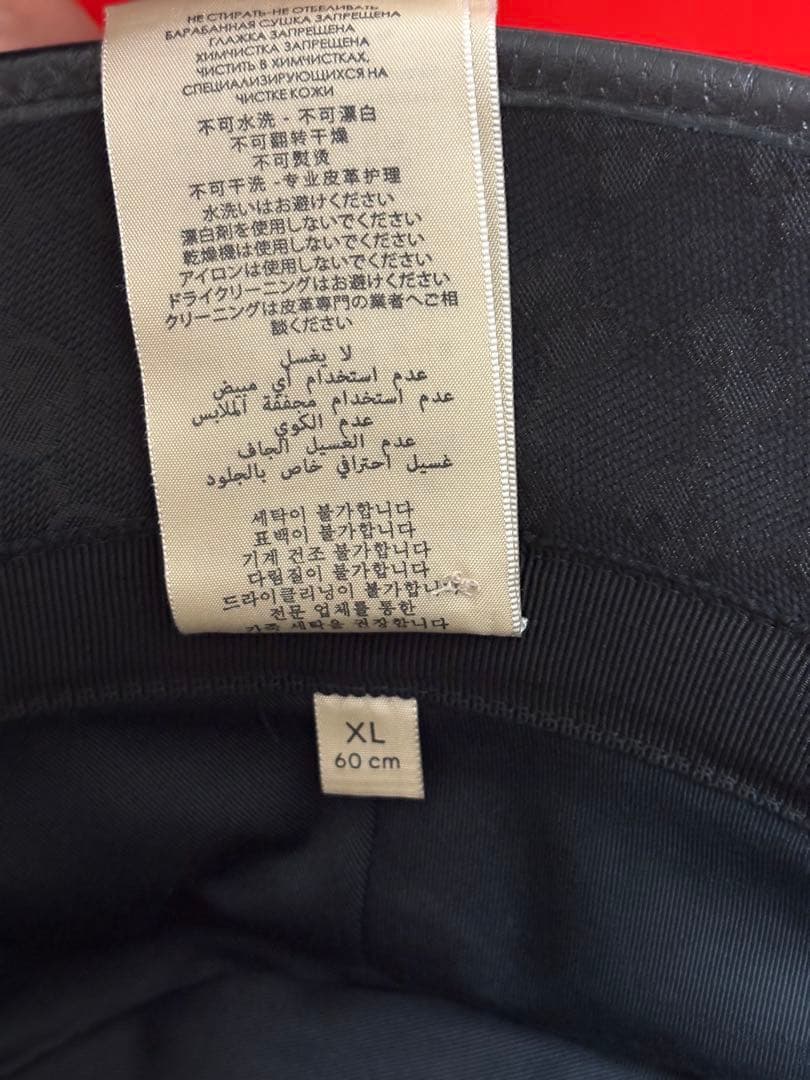 НЕ СТИРАТЬ-НЕ ОТБЕЛИВАТЬ
БАРАБАННАЯ СУШКА ЗАПРЕЩЕНА
ГЛАЖКА ЗАПРЕЩЕНА
ХИМЧИСТКА ЗАПРЕЩЕНА
ЧИСТИТЬ В ХИМЧИСТКАХ,
СПЕЦИАЛИЗИРУЮЩИХСЯ НА
ЧИСТКЕ КОЖИ
不可水洗 - 不可漂白
不可翻转干燥
不可熨烫
不可干洗 -专业皮革护理
水洗いはお避けください
漂白剤を使用しないでください
乾燥機は使用しないでください
アイロンは使用しないでください
ドライクリーニングはお避けください
クリーニングは皮革専門の業者へご相
談ください
لا يغسل
عدم استخدام أي مبيض
عدم استخدام مجففة الملابس
عدم الكوي
عدم الغسيل الجاف
غسيل احترافي خاص بالجلود
세탁이 불가합니다
표백이 불가합니다
기계 건조 불가합니다
다림질이 불가합니다
드라이클리닝이 불가합니다
전문 업체를 통한
가죽 세탁을 권장합니다
XL
60 cm